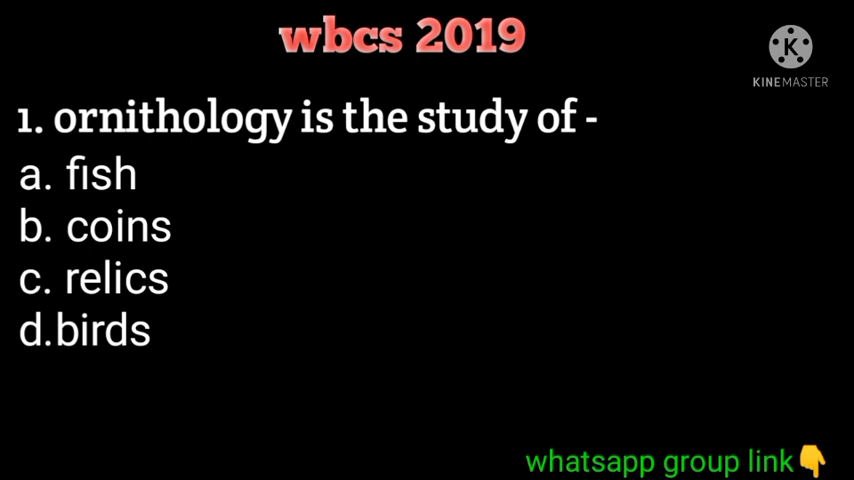 wbcs 2019
K
KINEMASTER
1. ornithology is the study of -
a. fish
b. coins
c. relics
d.birds
whatsapp group link👇